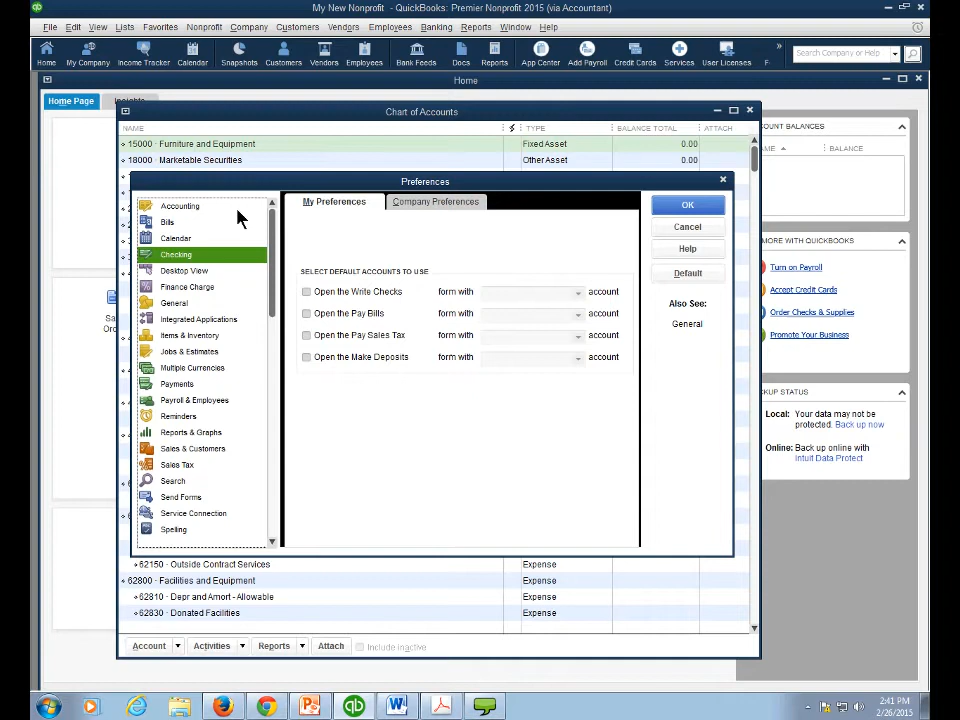 My New Nonprofit - QuickBooks: Premier Nonprofit 2015 (via Accountant)
File Edit View Lists Favorites Nonprofit Company Customers Vendors Employees Banking Reports Window Help
Home My Company Income Tracker Calendar Snapshots Customers Vendors Employees Bank Feeds Docs Reports App Center Add Payroll Credit Cards Services User Licenses F
Search Company or Help
Home
Home Page Insights
Chart of Accounts
NAME TYPE BALANCE TOTAL ATTACH
15000 · Furniture and Equipment Fixed Asset 0.00
18000 · Marketable Securities Other Asset 0.00
Preferences
Accounting
Bills
Calendar
Checking
Desktop View
Finance Charge
General
Integrated Applications
Items & Inventory
Jobs & Estimates
Multiple Currencies
Payments
Payroll & Employees
Reminders
Reports & Graphs
Sales & Customers
Sales Tax
Search
Send Forms
Service Connection
Spelling
My Preferences Company Preferences
SELECT DEFAULT ACCOUNTS TO USE
Open the Write Checks form with account
Open the Pay Bills form with account
Open the Pay Sales Tax form with account
Open the Make Deposits form with account
OK
Cancel
Help
Default
Also See:
General
62150 · Outside Contract Services Expense
62800 · Facilities and Equipment Expense
62810 · Depr and Amort - Allowable Expense
62830 · Donated Facilities Expense
Account Activities Reports Attach Include inactive
COUNT BALANCES
AME BALANCE
MORE WITH QUICKBOOKS
Turn on Payroll
Accept Credit Cards
Order Checks & Supplies
Promote Your Business
KUP STATUS
Local: Your data may not be
protected. Back up now
Online: Back up online with
Intuit Data Protect
2:41 PM
2/26/2015